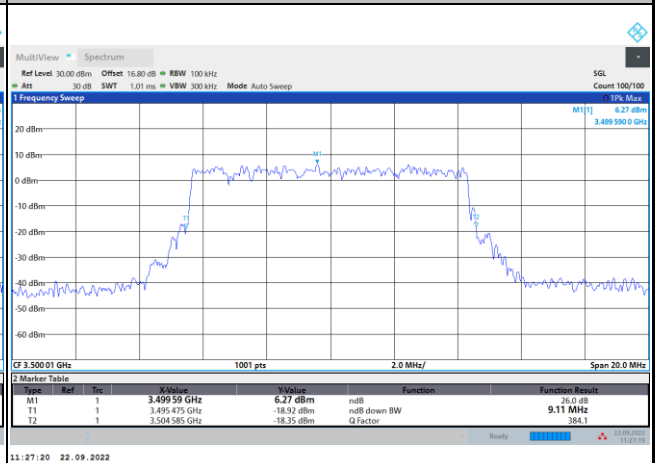 MultiView Spectrum
Ref Level 30.00 dBm Offset 16.80 dB RBW 100 kHz SGL
Att 30 dB SWT 1.01 ms VBW 300 kHz Mode Auto Sweep Count 100/100
1 Frequency Sweep 1Pk Max
M1[1] 6.27 dBm
3.499 590 0 GHz
20 dBm
M1
10 dBm
0 dBm
-10 dBm
T1 T2
-20 dBm
-30 dBm
-40 dBm
-50 dBm
-60 dBm
CF 3.500 01 GHz 1001 pts 2.0 MHz/ Span 20.0 MHz
2 Marker Table
Type Ref Trc X-Value Y-Value Function Function Result
M1 1 3.499 59 GHz 6.27 dBm ndB 26.0 dB
T1 1 3.495 475 GHz -18.92 dBm ndB down BW 9.11 MHz
T2 1 3.504 585 GHz -18.35 dBm Q Factor 384.1
Ready 22.09.2022
11:27:19
11:27:20 22.09.2022